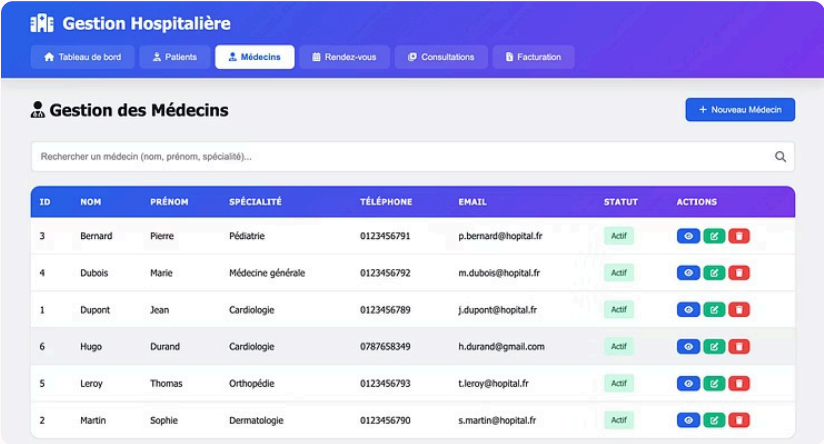 Gestion Hospitalière
Tableau de bord Patients Médecins Rendez-vous Consultations Facturation
Gestion des Médecins
+ Nouveau Médecin
Rechercher un médecin (nom, prénom, spécialité)...
ID NOM PRÉNOM SPÉCIALITÉ TÉLÉPHONE EMAIL STATUT ACTIONS
3 Bernard Pierre Pédiatrie 0123456791 p.bernard@hopital.fr Actif
4 Dubois Marie Médecine générale 0123456792 m.dubois@hopital.fr Actif
1 Dupont Jean Cardiologie 0123456789 j.dupont@hopital.fr Actif
6 Hugo Durand Cardiologie 0787658349 h.durand@gmail.com Actif
5 Leroy Thomas Orthopédie 0123456793 t.leroy@hopital.fr Actif
2 Martin Sophie Dermatologie 0123456790 s.martin@hopital.fr Actif